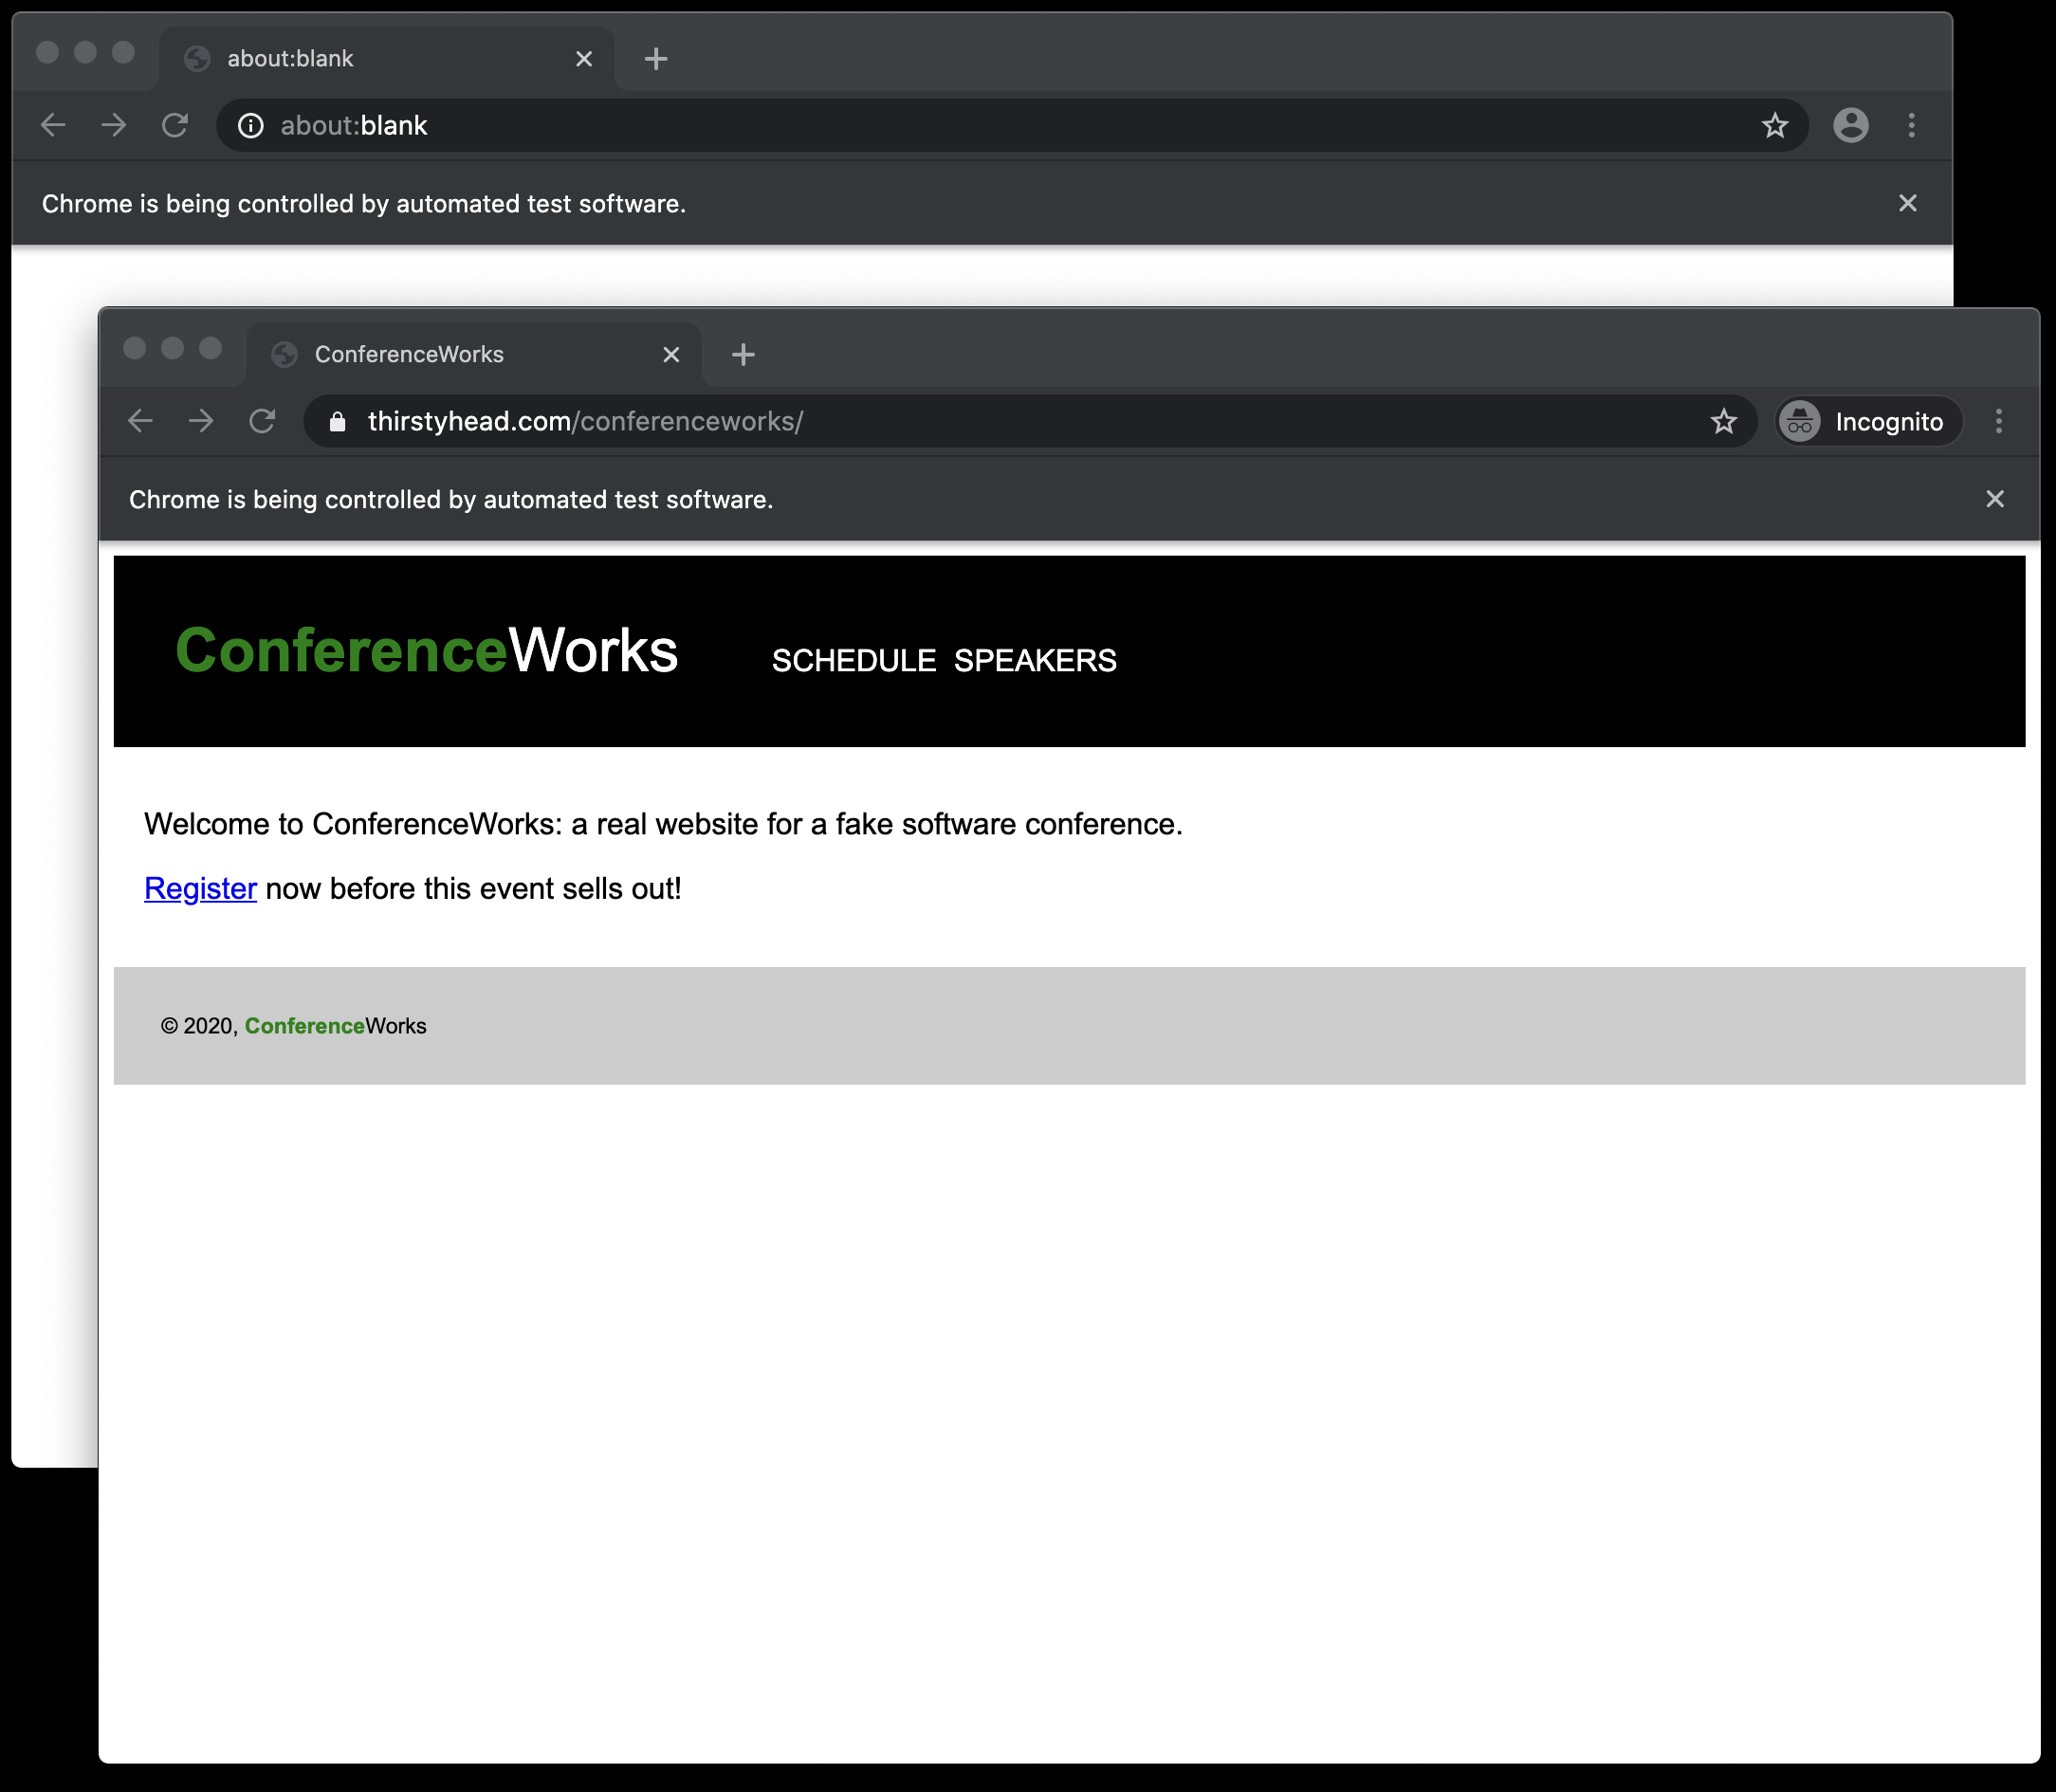 about:blank
about:blank
Chrome is being controlled by automated test software.
ConferenceWorks
thirstyhead.com/conferenceworks/
Incognito
Chrome is being controlled by automated test software.
ConferenceWorks SCHEDULE SPEAKERS
Welcome to ConferenceWorks: a real website for a fake software conference.
Register now before this event sells out!
© 2020, ConferenceWorks